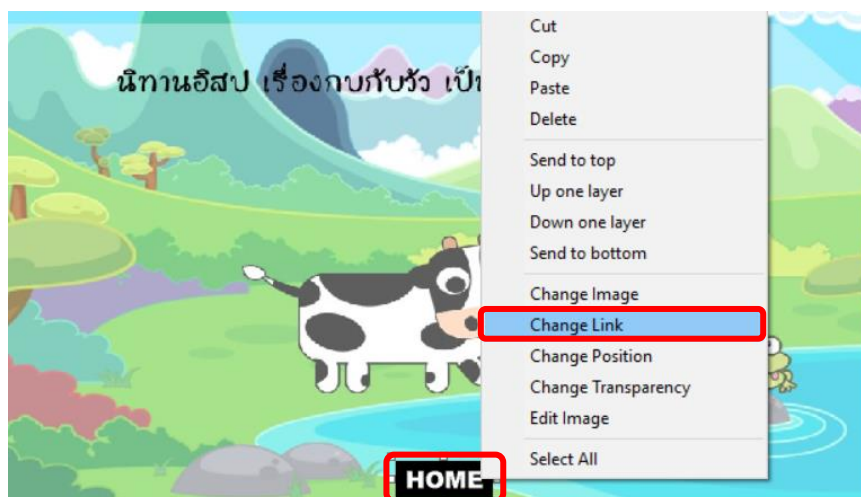 นิทานอีสป เรื่องกบกับวัว
Cut
Copy
Paste
Delete
Send to top
Up one layer
Down one layer
Send to bottom
Change Image
Change Link
Change Position
Change Transparency
Edit Image
Select All
HOME